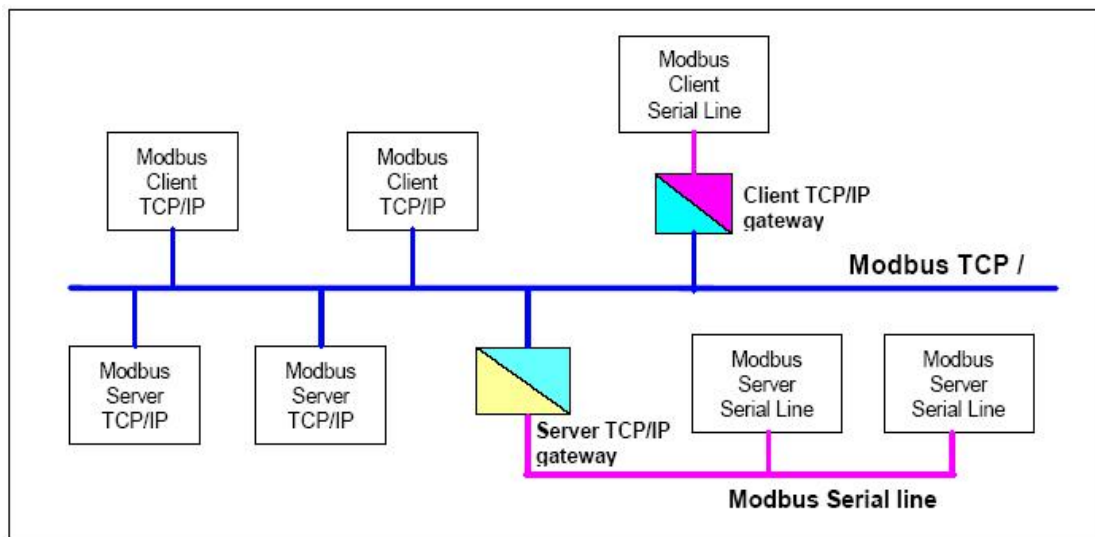 Modbus
Client
Serial Line
Modbus
Client
TCP/IP
Modbus
Client
TCP/IP
Client TCP/IP
gateway
Modbus TCP /
Modbus
Server
TCP/IP
Modbus
Server
TCP/IP
Server TCP/IP
gateway
Modbus
Server
Serial Line
Modbus
Server
Serial Line
Modbus Serial line